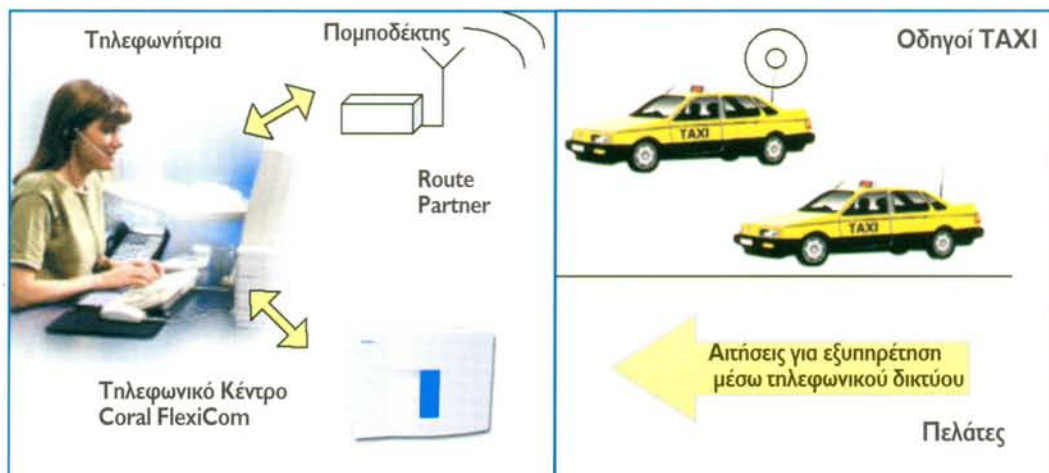 Τηλεφωνήτρια
Πομποδέκτης
Route
Partner
Τηλεφωνικό Κέντρο
Coral FlexiCom
Οδηγοί TAXI
TAXI
TAXI
Αιτήσεις για εξυπηρέτηση
μέσω τηλεφωνικού δικτύου
Πελάτες